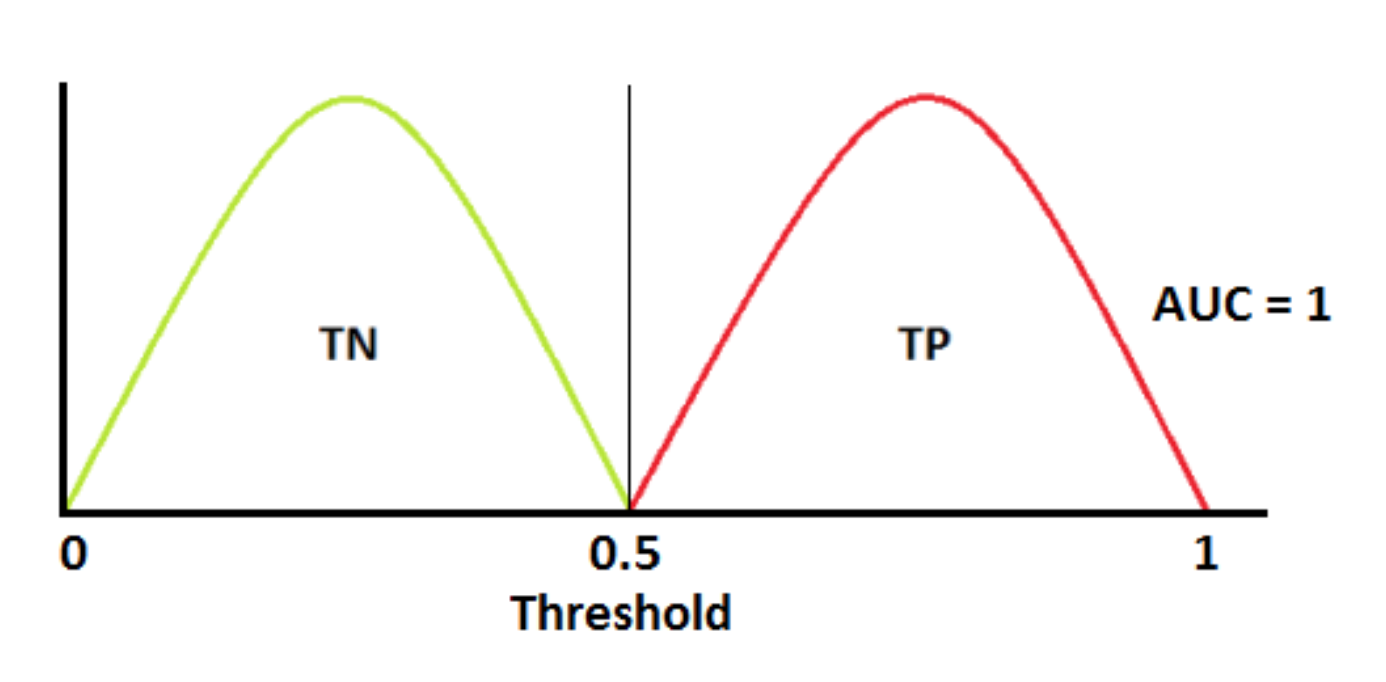 AUC = 1
TN
TP
0
0.5
1
Threshold